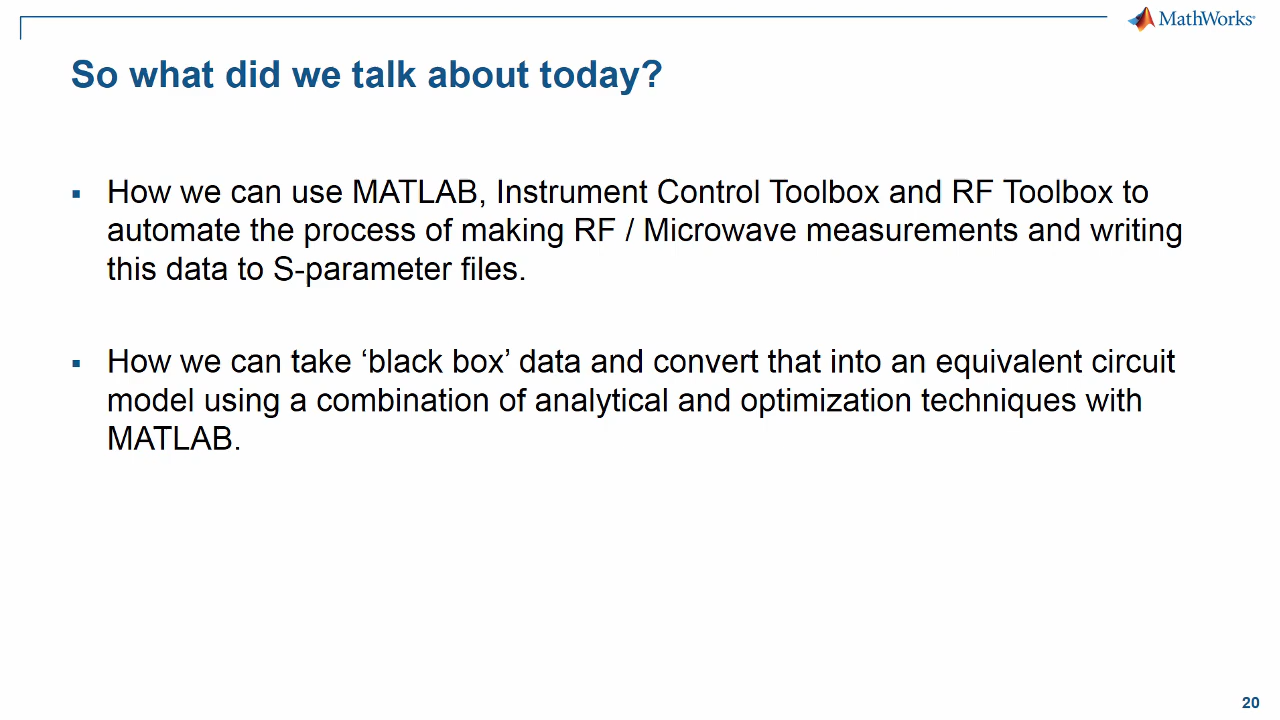 MathWorks
So what did we talk about today?
▪ How we can use MATLAB, Instrument Control Toolbox and RF Toolbox to
automate the process of making RF / Microwave measurements and writing
this data to S-parameter files.
▪ How we can take ‘black box’ data and convert that into an equivalent circuit
model using a combination of analytical and optimization techniques with
MATLAB.
20